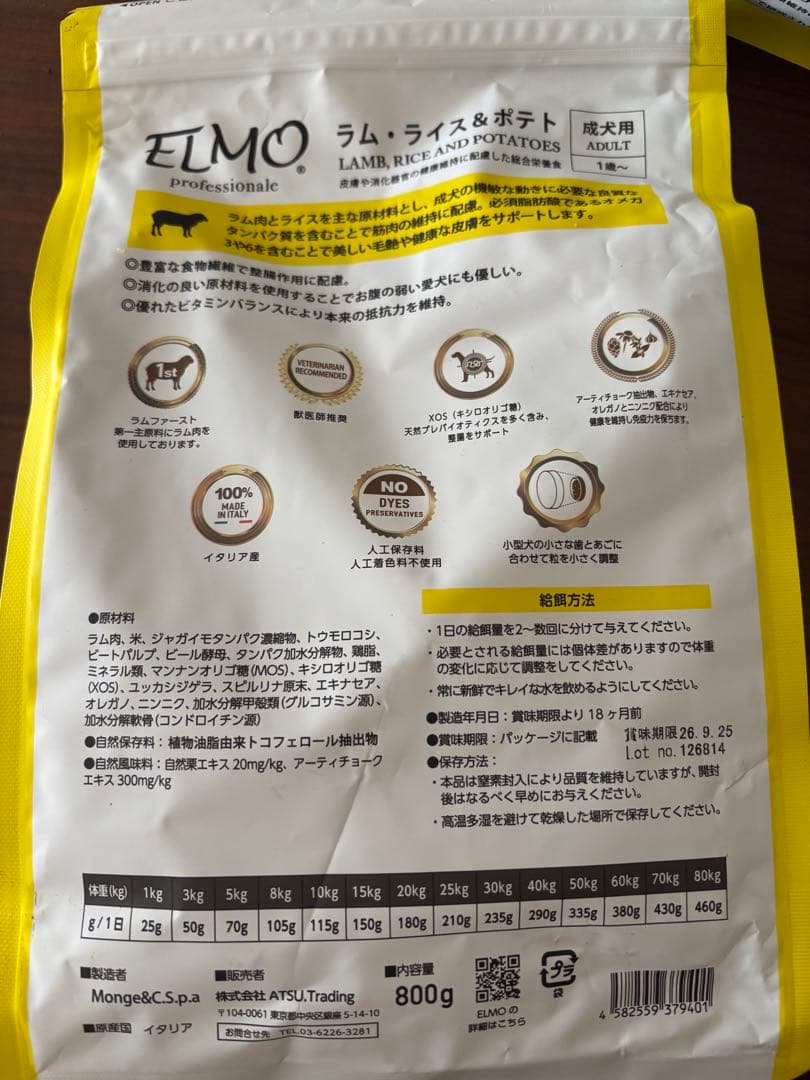 ELMO®
professionale
ラム・ライス&ポテト
LAMB, RICE AND POTATOES
皮膚や消化器官の健康維持に配慮した総合栄養食
成犬用
ADULT
1歳～
ラム肉とライスを主な原材料とし、成犬の機敏な動きに必要な良質な
タンパク質を含むことで筋肉の維持に配慮。必須脂肪酸であるオメガ
3や6を含むことで美しい毛艶や健康な皮膚をサポートします。
◎豊富な食物繊維で整腸作用に配慮。
◎消化の良い原材料を使用することでお腹の弱い愛犬にも優しい。
◎優れたビタミンバランスにより本来の抵抗力を維持。
1st
ラムファースト
第一主原料にラム肉を
使用しております。
VETERINARIAN
RECOMMENDED
獣医師推奨
XOS
XOS（キシロオリゴ糖）
天然プレバイオティクスを多く含み、
整腸をサポート
アーティチョーク抽出物、エキナセア、
オレガノとニンニク配合により
健康を維持し免疫力を保ちます。
100%
MADE
IN ITALY
イタリア産
NO
DYES
PRESERVATIVES
人工保存料
人工着色料不使用
小型犬の小さな歯とあごに
合わせて粒を小さく調整
●原材料
ラム肉、米、ジャガイモタンパク濃縮物、トウモロコシ、
ビートパルプ、ビール酵母、タンパク加水分解物、鶏脂、
ミネラル類、マンナンオリゴ糖（MOS）、キシロオリゴ糖
（XOS）、ユッカシジゲラ、スピルリナ原末、エキナセア、
オレガノ、ニンニク、加水分解甲殻類（グルコサミン源）、
加水分解軟骨（コンドロイチン源）
●自然保存料：植物油脂由来トコフェロール抽出物
●自然風味料：自然栗エキス 20mg/kg、アーティチョーク
エキス 300mg/kg
給餌方法
・1日の給餌量を2～数回に分けて与えてください。
・必要とされる給餌量には個体差がありますので体重
の変化に応じて調整をしてください。
・常に新鮮でキレイな水を飲めるようにしてください。
●製造年月日：賞味期限より 18 ヶ月前
●賞味期限：パッケージに記載
賞味期限26. 9. 25
Lot no. 126814
●保存方法：
・本品は窒素封入により品質を維持していますが、開封
後はなるべく早めにお与えください。
・高温多湿を避けて乾燥した場所で保存してください。
体重(kg) 1kg 3kg 5kg 8kg 10kg 15kg 20kg 25kg 30kg 40kg 50kg 60kg 70kg 80kg
g/1日 25g 50g 70g 105g 115g 150g 180g 210g 235g 290g 335g 380g 430g 460g
■製造者
Monge&C.S.p.a
■原産国 イタリア
■販売者
株式会社 ATSU.Trading
〒104-0061 東京都中央区銀座 5-14-10
お問合せ先 TEL.03-6226-3281
■内容量
800g
ELMO の
詳細はこちら
プラ
袋
4 582559 379401